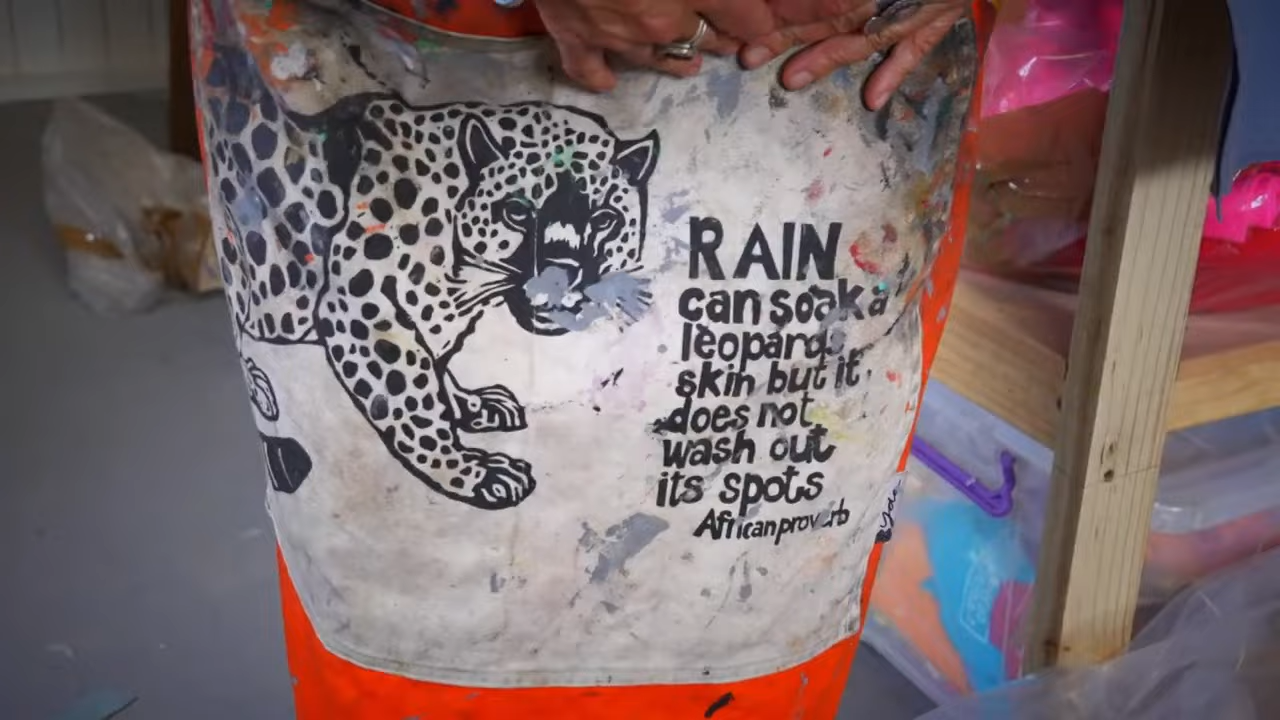 RAIN
can soak a
leopards
skin but it
does not
wash out
its spots
African proverb